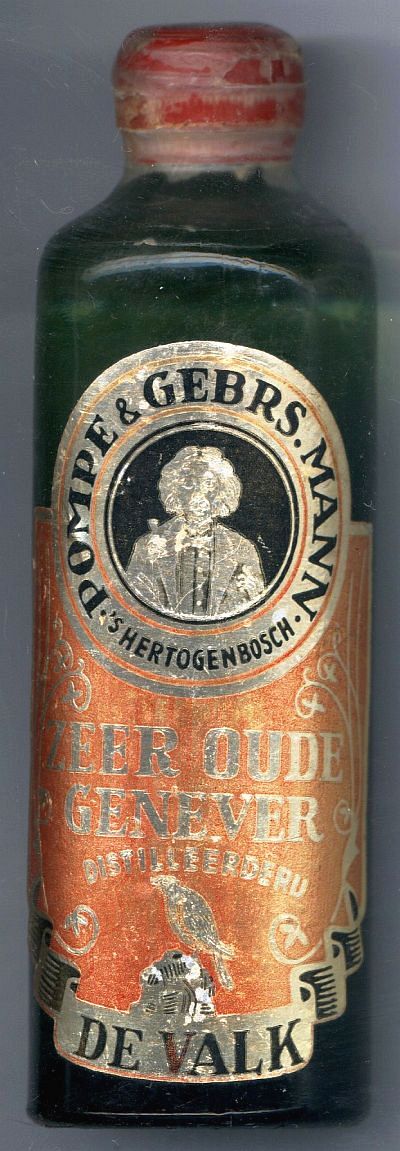 POMPE & GEBRS. MANN
'S HERTOGENBOSCH
ZEER OUDE
GENEVER
DISTILLEERDERIJ
DE VALK